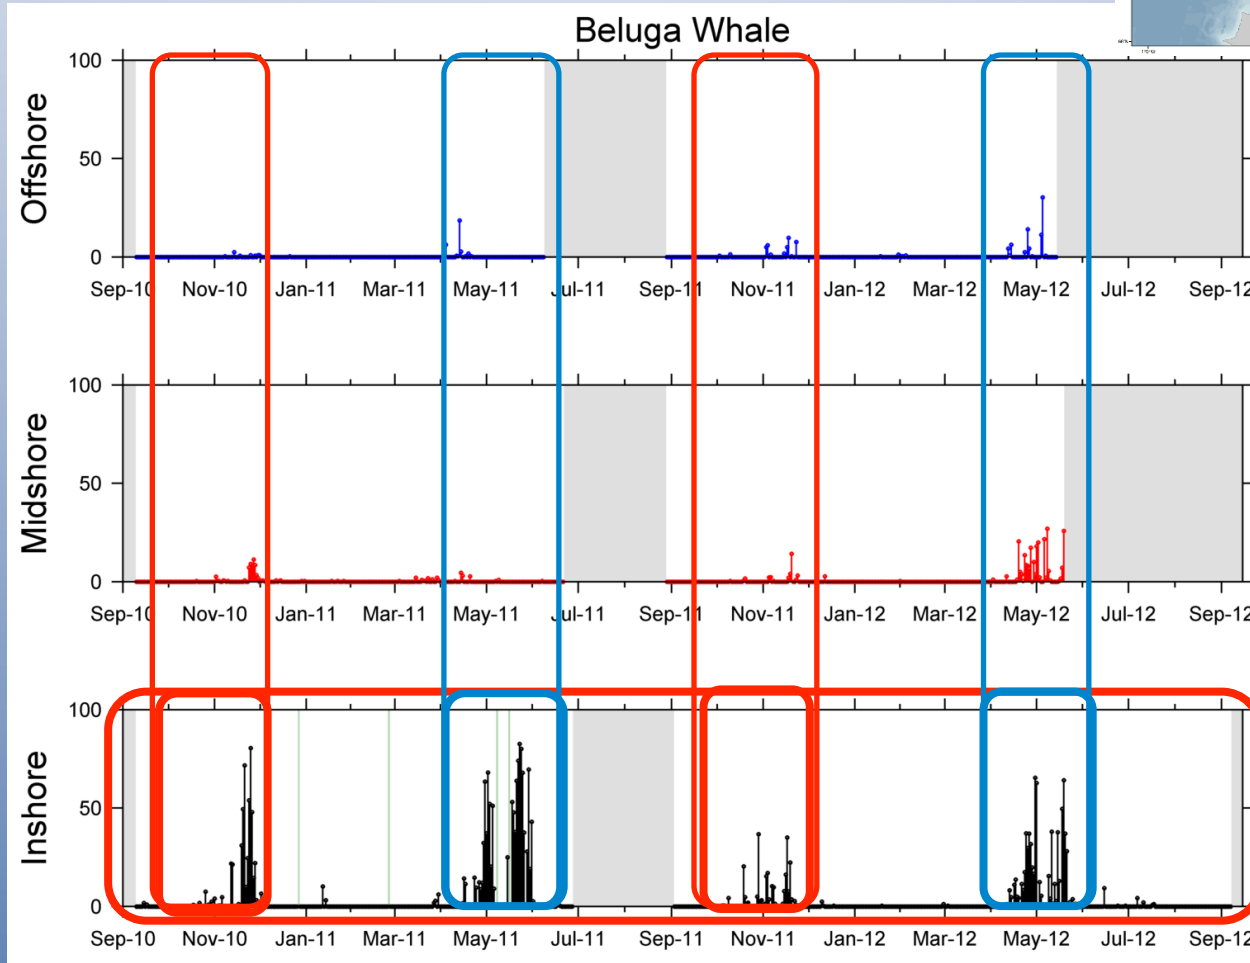 Beluga Whale
Offshore
100
50
0
Sep-10 Nov-10 Jan-11 Mar-11 May-11 Jul-11 Sep-11 Nov-11 Jan-12 Mar-12 May-12 Jul-12 Sep-12
Midshore
100
50
0
Sep-10 Nov-10 Jan-11 Mar-11 May-11 Jul-11 Sep-11 Nov-11 Jan-12 Mar-12 May-12 Jul-12 Sep-12
Inshore
100
50
0
Sep-10 Nov-10 Jan-11 Mar-11 May-11 Jul-11 Sep-11 Nov-11 Jan-12 Mar-12 May-12 Jul-12 Sep-12